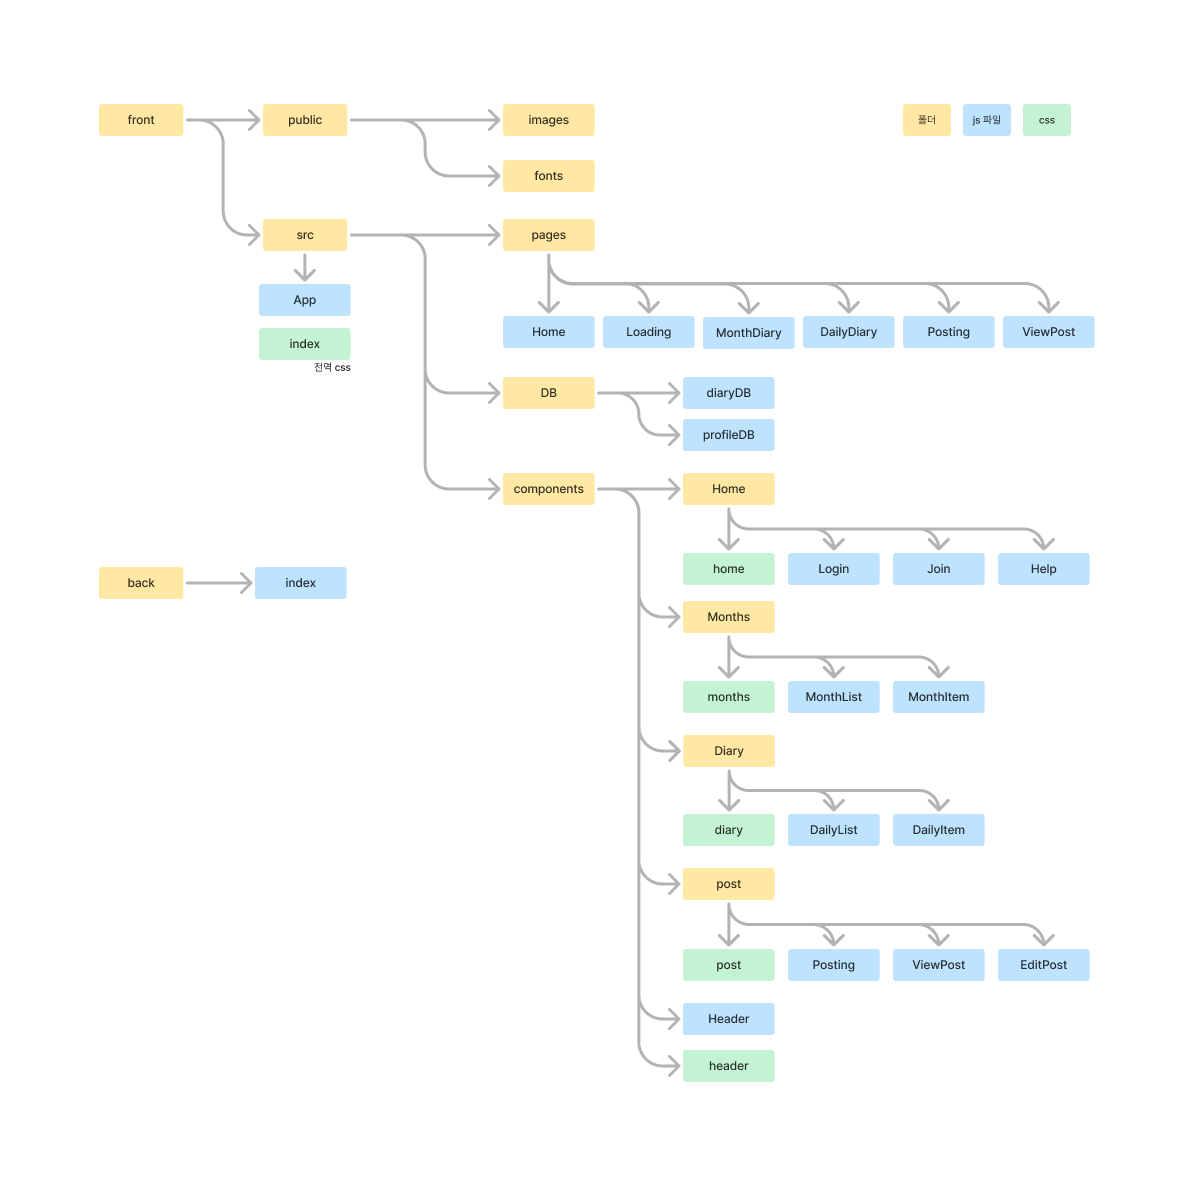 front
public
images
폴더
js 파일
css
fonts
src
pages
App
index
전역 css
Home
Loading
MonthDiary
DailyDiary
Posting
ViewPost
DB
diaryDB
profileDB
components
Home
home
Login
Join
Help
back
index
Months
months
MonthList
MonthItem
Diary
diary
DailyList
DailyItem
post
post
Posting
ViewPost
EditPost
Header
header